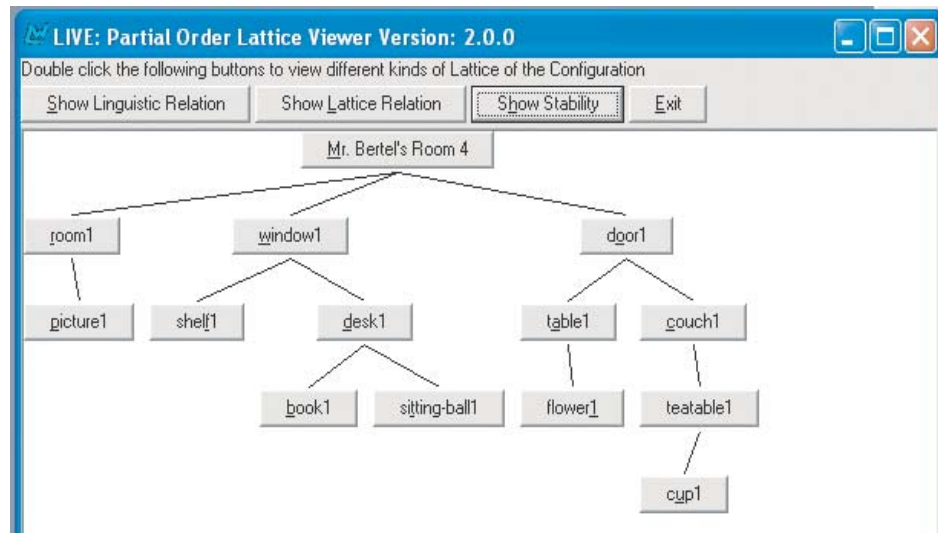 LIVE: Partial Order Lattice Viewer Version: 2.0.0
Double click the following buttons to view different kinds of Lattice of the Configuration
Show Linguistic Relation Show Lattice Relation Show Stability Exit
Mr. Bertel's Room 4
room1 window1 door1
picture1 shelf1 desk1 table1 couch1
book1 sitting-ball1 flower1 teatable1
cup1